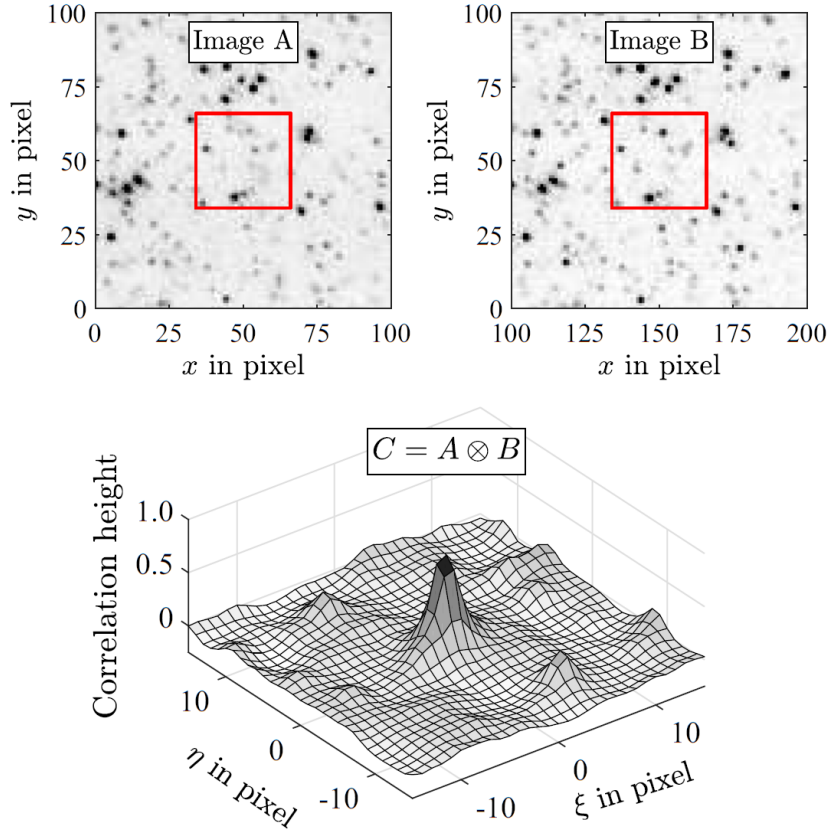 100
75
50
25
0
y in pixel
Image A
0 25 50 75 100
x in pixel
100
75
50
25
0
y in pixel
Image B
100 125 150 175 200
x in pixel
C = A ⊗ B
Correlation height
1.0
0.5
0
10
0
-10
η in pixel
-10
0
10
ξ in pixel